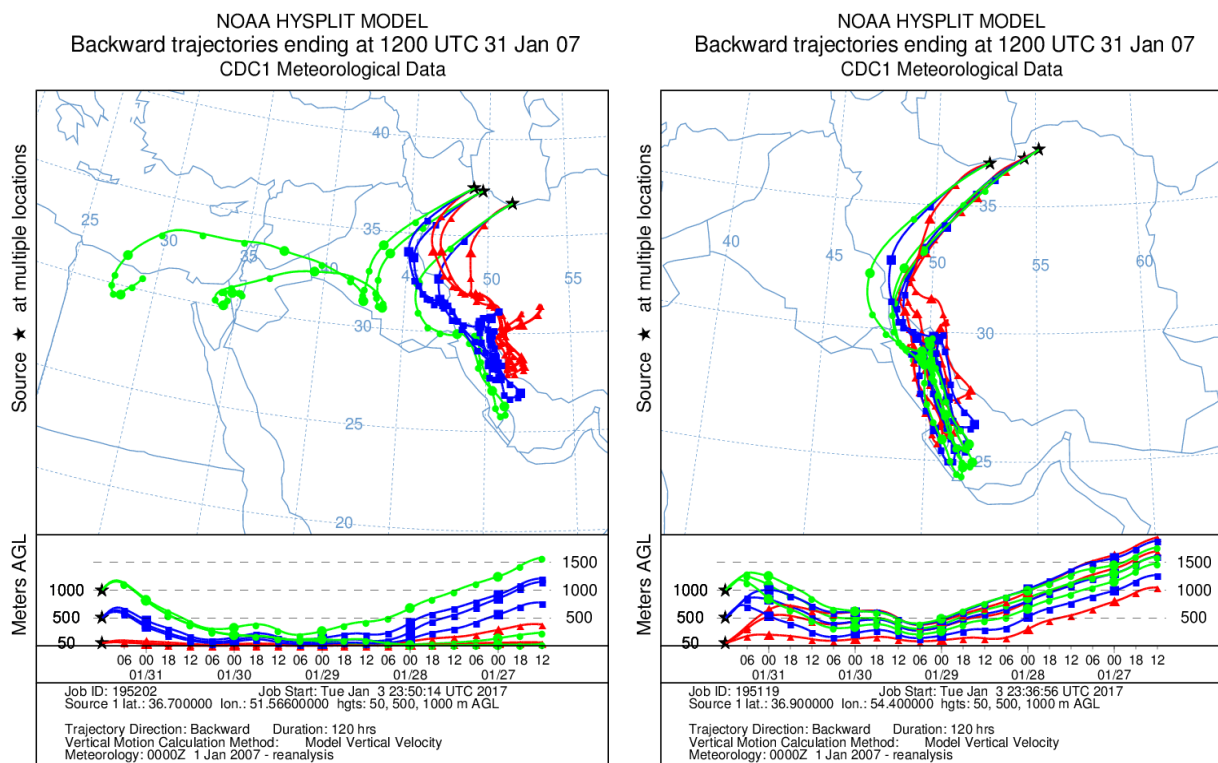 NOAA HYSPLIT MODEL
Backward trajectories ending at 1200 UTC 31 Jan 07
CDC1 Meteorological Data
Source ★ at multiple locations
40
35
25
30
35
40
45
50
55
30
25
20
Meters AGL
1500
1000 1000
500 500
50
06 00 18 12 06 00 18 12 06 00 18 12 06 00 18 12 06 00 18 12
01/31 01/30 01/29 01/28 01/27
Job ID: 195202 Job Start: Tue Jan 3 23:50:14 UTC 2017
Source 1 lat.: 36.700000 lon.: 51.566000 hgts: 50, 500, 1000 m AGL
Trajectory Direction: Backward Duration: 120 hrs
Vertical Motion Calculation Method: Model Vertical Velocity
Meteorology: 0000Z 1 Jan 2007 - reanalysis
NOAA HYSPLIT MODEL
Backward trajectories ending at 1200 UTC 31 Jan 07
CDC1 Meteorological Data
Source ★ at multiple locations
35
40
45
50
55
60
30
25
Meters AGL
1500
1000 1000
500 500
50
06 00 18 12 06 00 18 12 06 00 18 12 06 00 18 12 06 00 18 12
01/31 01/30 01/29 01/28 01/27
Job ID: 195119 Job Start: Tue Jan 3 23:36:56 UTC 2017
Source 1 lat.: 36.900000 lon.: 54.400000 hgts: 50, 500, 1000 m AGL
Trajectory Direction: Backward Duration: 120 hrs
Vertical Motion Calculation Method: Model Vertical Velocity
Meteorology: 0000Z 1 Jan 2007 - reanalysis